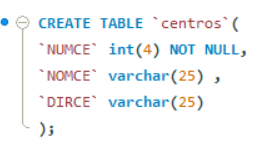 CREATE TABLE `centros`(
`NUMCE` int(4) NOT NULL,
`NOMCE` varchar(25) ,
`DIRCE` varchar(25)
);